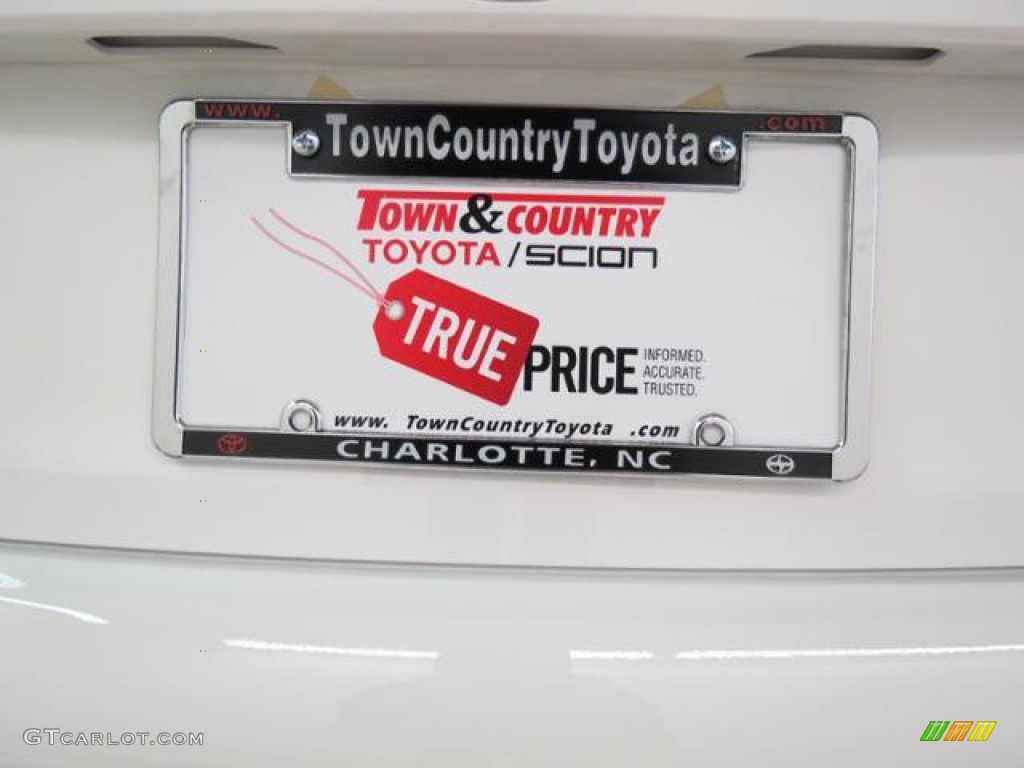 www. .com
TownCountryToyota
TOWN & COUNTRY
TOYOTA / SCION
TRUE
PRICE
INFORMED.
ACCURATE.
TRUSTED.
www. TownCountryToyota .com
CHARLOTTE, NC
GTCARLOT.COM